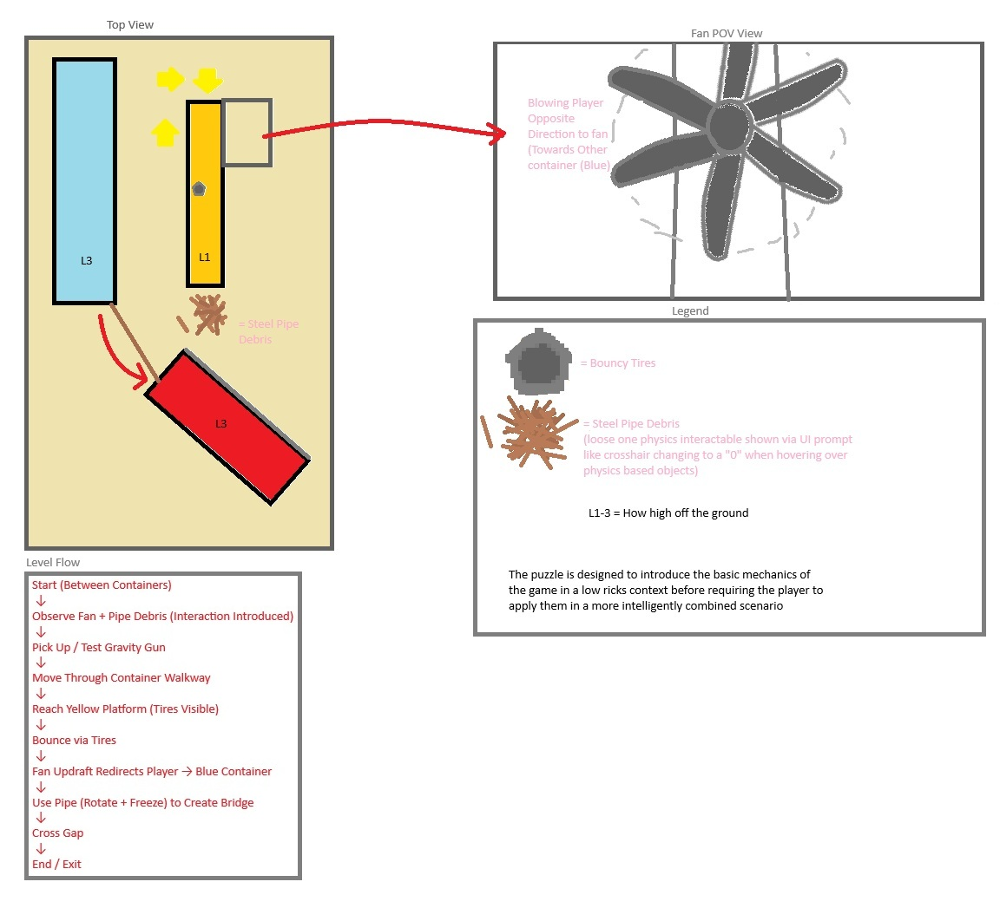 Top View
L3
L1
= Steel Pipe
Debris
L3
Fan POV View
Blowing Player
Opposite
Direction to fan
(Towards Other
container (Blue)
Legend
= Bouncy Tires
= Steel Pipe Debris
(loose one physics interactable shown via UI prompt
like crosshair changing to a "0" when hovering over
physics based objects)
L1-3 = How high off the ground
The puzzle is designed to introduce the basic mechanics of
the game in a low ricks context before requiring the player to
apply them in a more intelligently combined scenario
Level Flow
Start (Between Containers)
↓
Observe Fan + Pipe Debris (Interaction Introduced)
↓
Pick Up / Test Gravity Gun
↓
Move Through Container Walkway
↓
Reach Yellow Platform (Tires Visible)
↓
Bounce via Tires
↓
Fan Updraft Redirects Player → Blue Container
↓
Use Pipe (Rotate + Freeze) to Create Bridge
↓
Cross Gap
↓
End / Exit